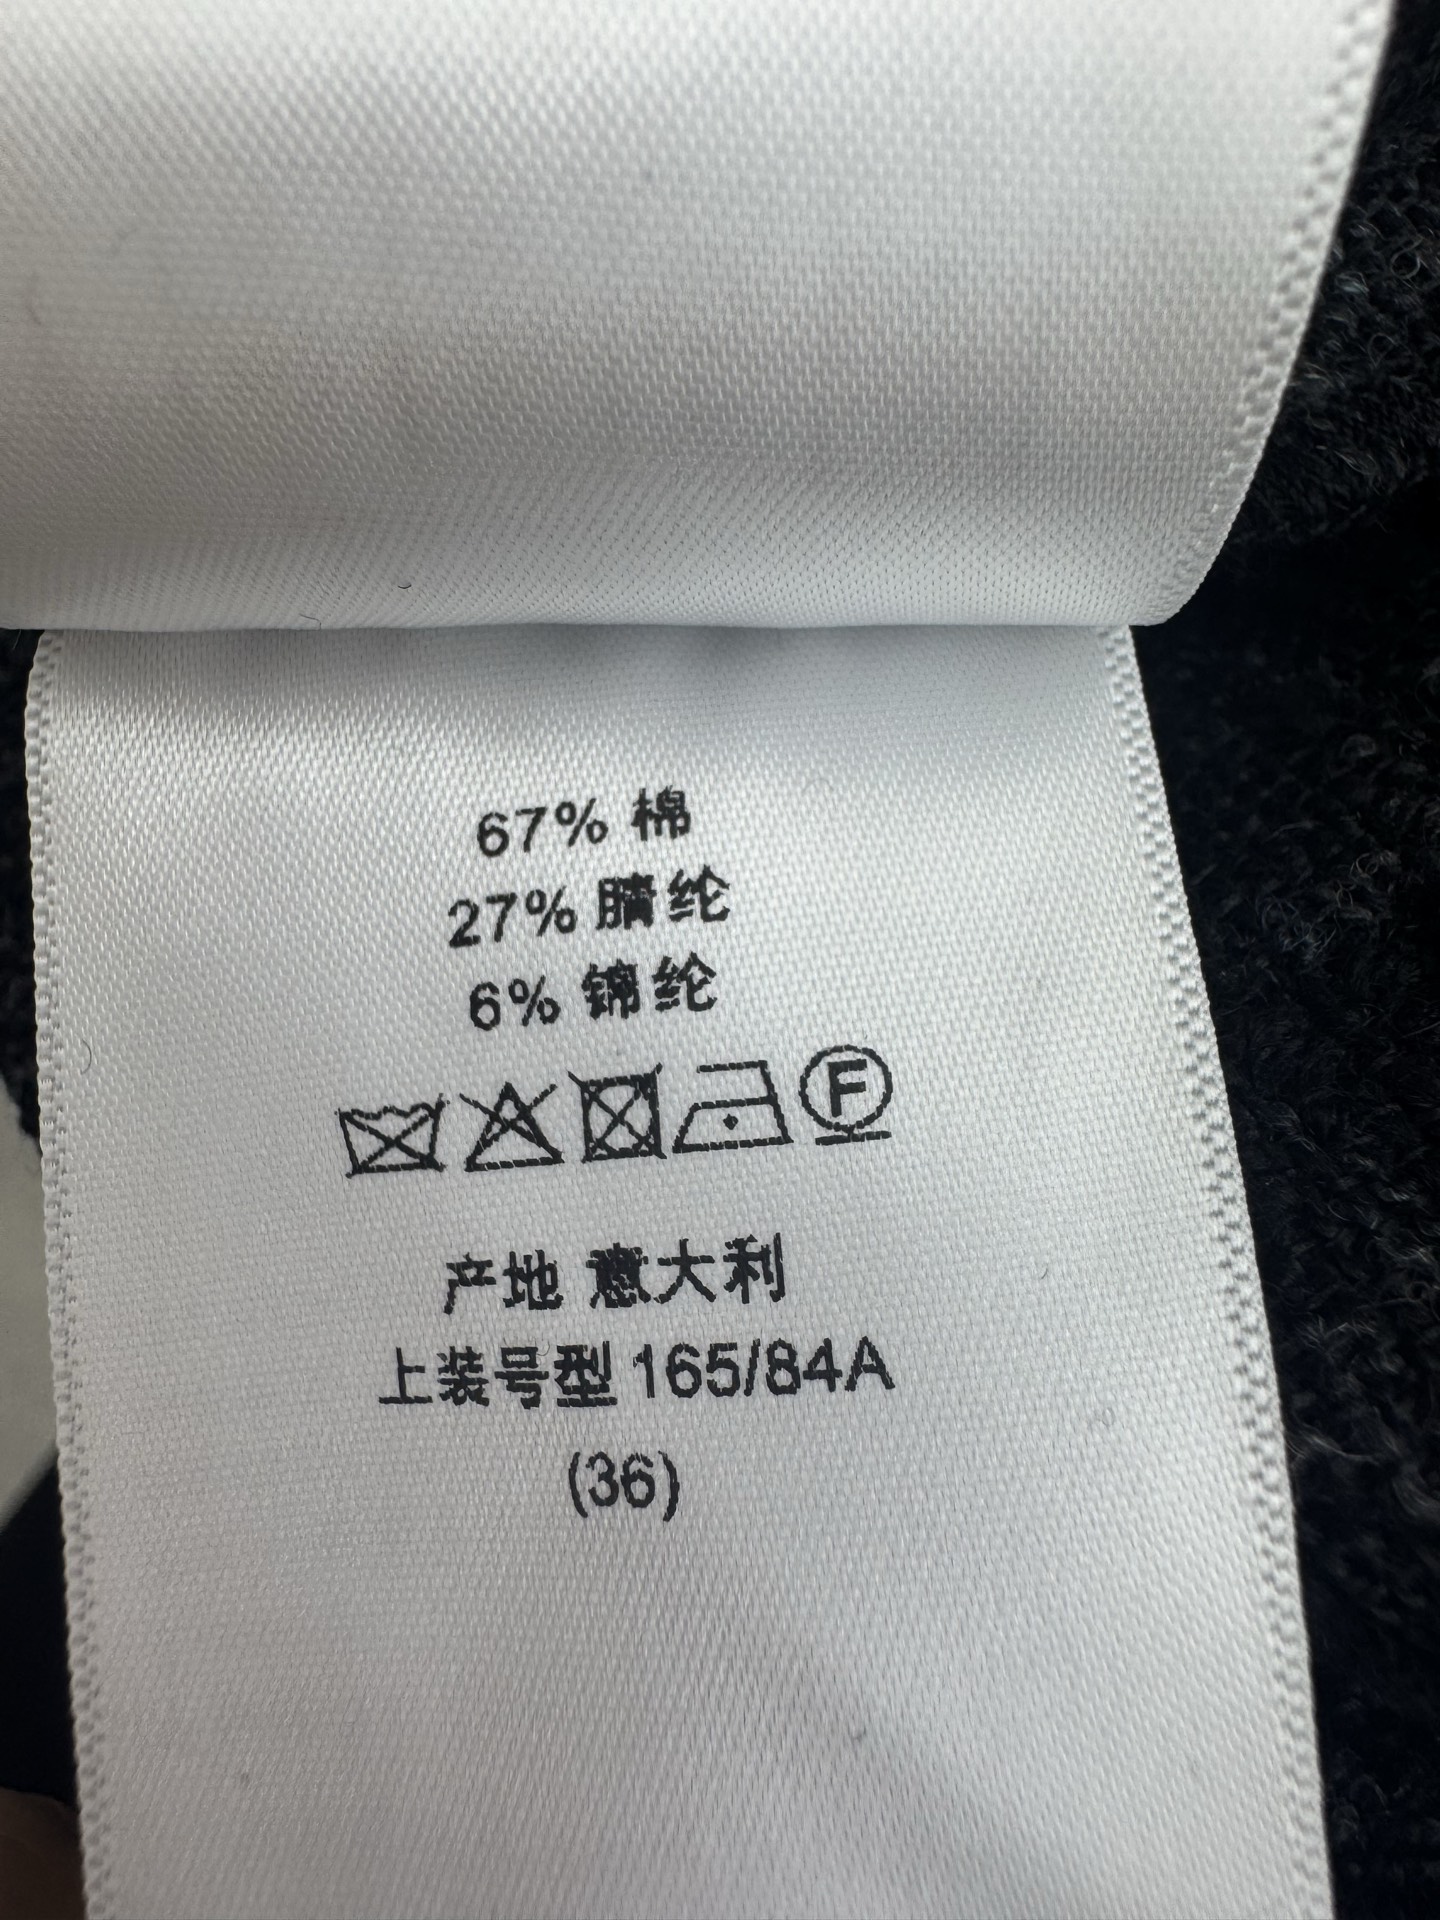 67% 棉
27% 腈纶
6% 锦纶
F
产地 意大利
上装号型 165/84A
(36)